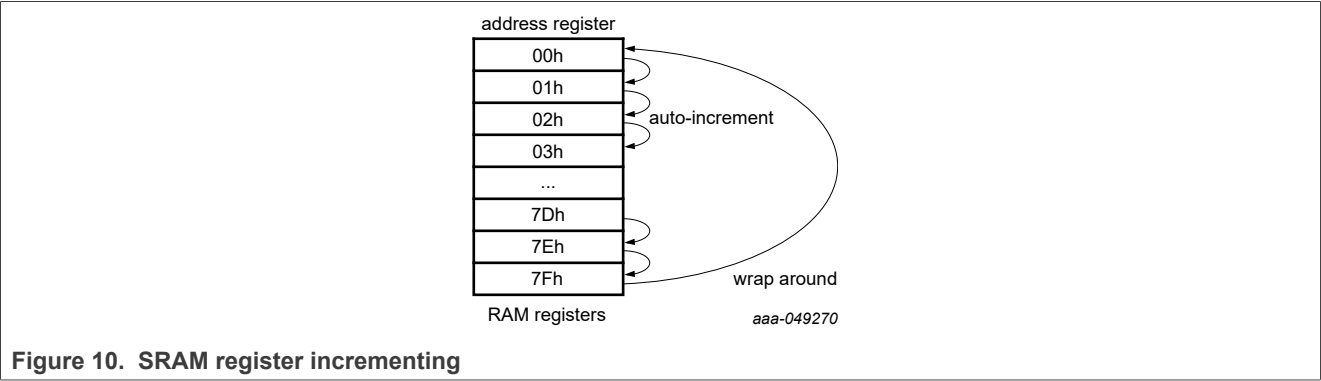 address register
00h
01h
02h
auto-increment
03h
...
7Dh
7Eh
7Fh
wrap around
RAM registers
aaa-049270
Figure 10. SRAM register incrementing